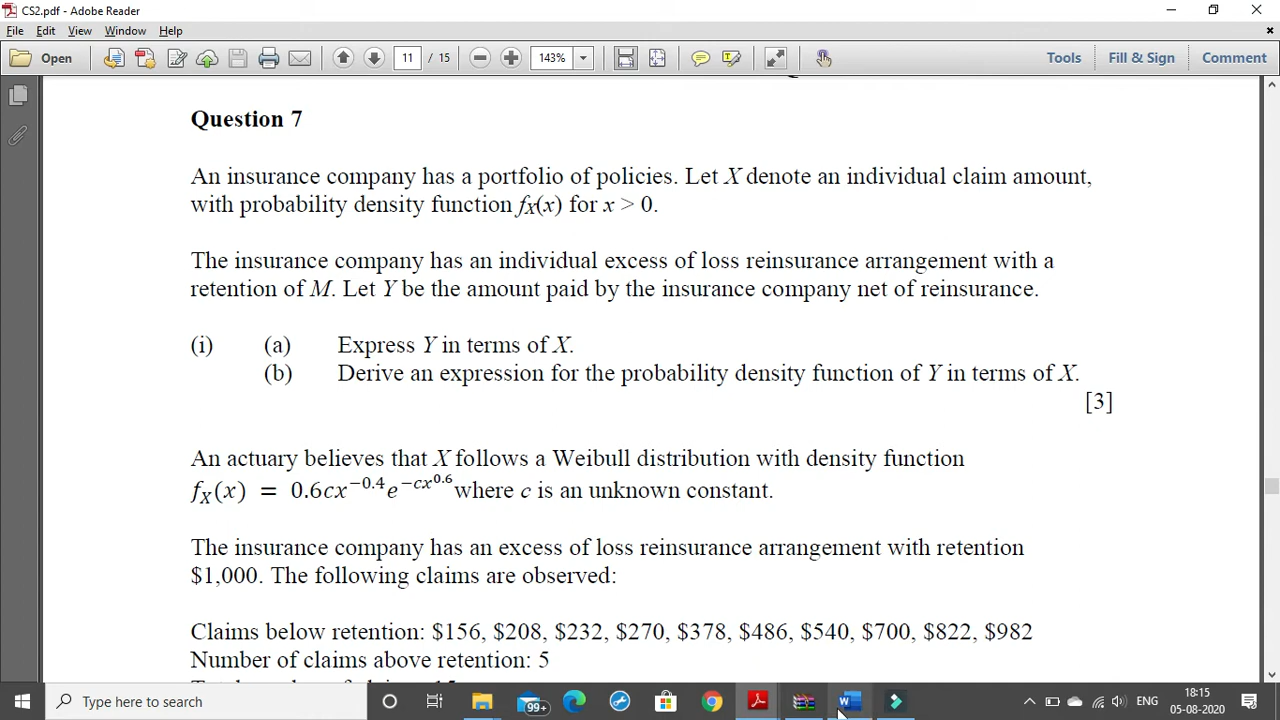 CS2.pdf - Adobe Reader
File Edit View Window Help
Open 11 / 15 143% Tools Fill & Sign Comment
Question 7
An insurance company has a portfolio of policies. Let X denote an individual claim amount,
with probability density function fX(x) for x > 0.
The insurance company has an individual excess of loss reinsurance arrangement with a
retention of M. Let Y be the amount paid by the insurance company net of reinsurance.
(i) (a) Express Y in terms of X.
(b) Derive an expression for the probability density function of Y in terms of X.
[3]
An actuary believes that X follows a Weibull distribution with density function
f_X(x) = 0.6cx^{-0.4}e^{-cx^{0.6}} where c is an unknown constant.
The insurance company has an excess of loss reinsurance arrangement with retention
$1,000. The following claims are observed:
Claims below retention: $156, $208, $232, $270, $378, $486, $540, $700, $822, $982
Number of claims above retention: 5
Type here to search 99+ ENG 18:15
05-08-2020